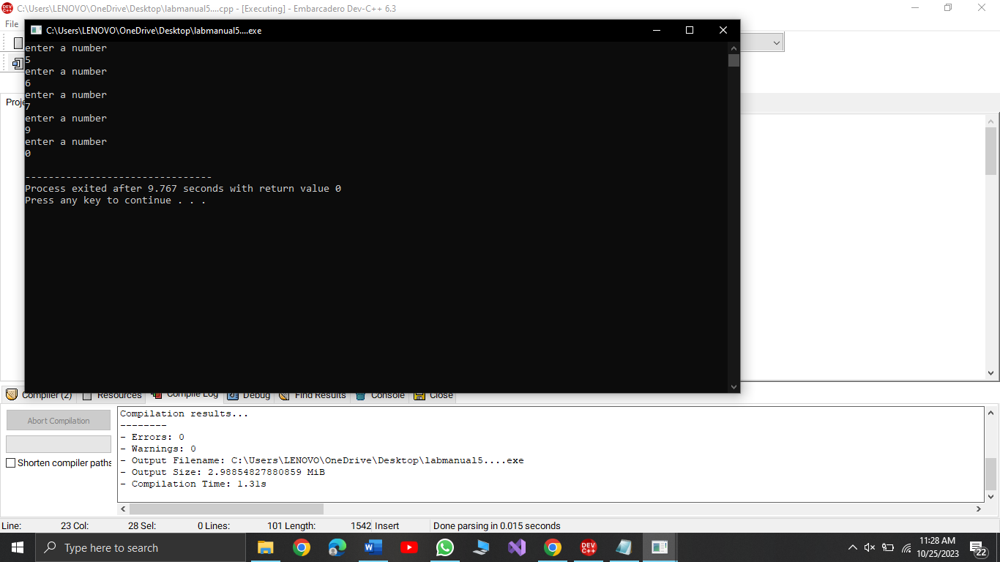 C:\Users\LENOVO\OneDrive\Desktop\labmanual5....cpp - [Executing] - Embarcadero Dev-C++ 6.3
File
C:\Users\LENOVO\OneDrive\Desktop\labmanual5....exe
enter a number
5
enter a number
6
enter a number
7
enter a number
9
enter a number
0
--------------------------------
Process exited after 9.767 seconds with return value 0
Press any key to continue . . .
Proje
Compiler (2) Resources Compile Log Debug Find Results Console Close
Abort Compilation
Shorten compiler paths
Compilation results...
--------
- Errors: 0
- Warnings: 0
- Output Filename: C:\Users\LENOVO\OneDrive\Desktop\labmanual5....exe
- Output Size: 2.98854827880859 MiB
- Compilation Time: 1.31s
Line: 23 Col: 28 Sel: 0 Lines: 101 Length: 1542 Insert Done parsing in 0.015 seconds
Type here to search
DEV C++
11:28 AM
10/25/2023
22